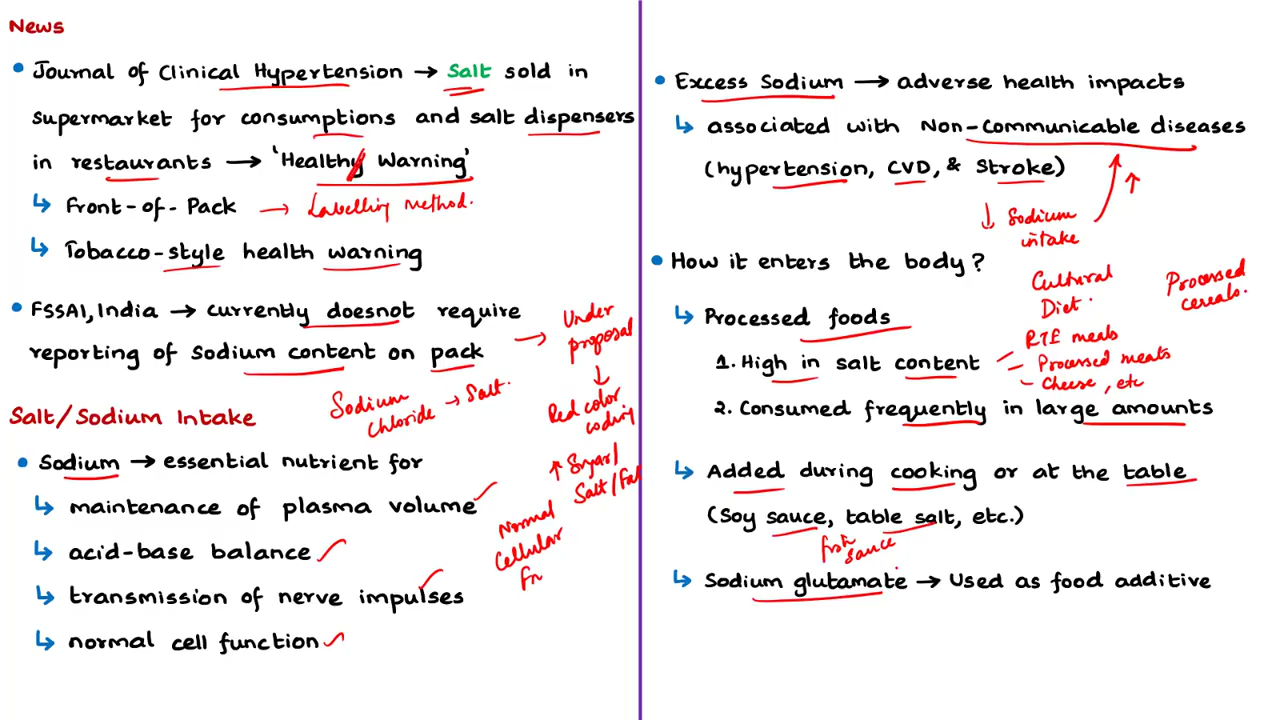 News
• Journal of Clinical Hypertension → Salt sold in
supermarket for consumptions and salt dispensers
in restaurants → 'Healthy Warning'
↳ Front-of-Pack → Labelling method.
↳ Tobacco-style health warning
• FSSAI, India → currently doesnot require
reporting of Sodium content on pack
→ Under
proposal
↓
Red color
coding
↑ Sugar/
Salt/Fat
Sodium
chloride → Salt.
Salt/Sodium Intake
• Sodium → essential nutrient for
↳ maintenance of plasma volume
↳ acid-base balance
↳ transmission of nerve impulses
↳ normal cell function
Normal
Cellular
fn
• Excess Sodium → adverse health impacts
↳ associated with Non-Communicable diseases
(hypertension, CVD, & Stroke)
↓ Sodium
intake
↑
• How it enters the body?
↳ Processed foods
1. High in salt content
2. Consumed frequently in large amounts
Cultural
Diet.
Processed
cereals.
RTE meals
- Processed meats
- Cheese, etc
↳ Added during cooking or at the table
(Soy sauce, table salt, etc.)
sauce
↳ Sodium glutamate → Used as food additive